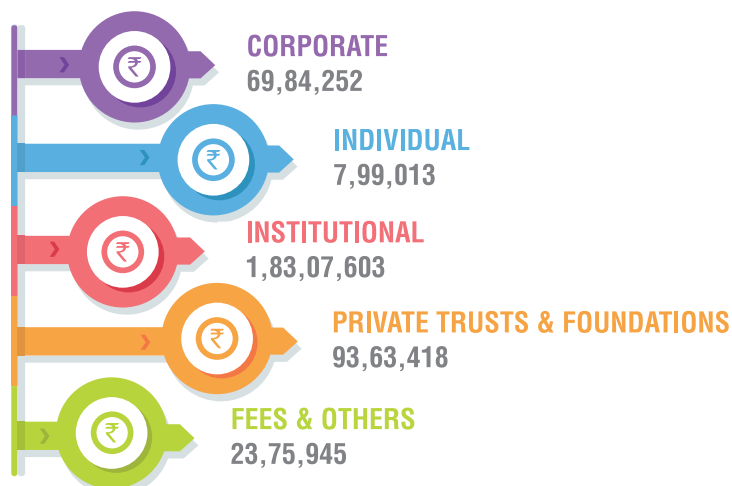 ₹
CORPORATE
69,84,252
₹
INDIVIDUAL
7,99,013
₹
INSTITUTIONAL
1,83,07,603
₹
PRIVATE TRUSTS & FOUNDATIONS
93,63,418
₹
FEES & OTHERS
23,75,945